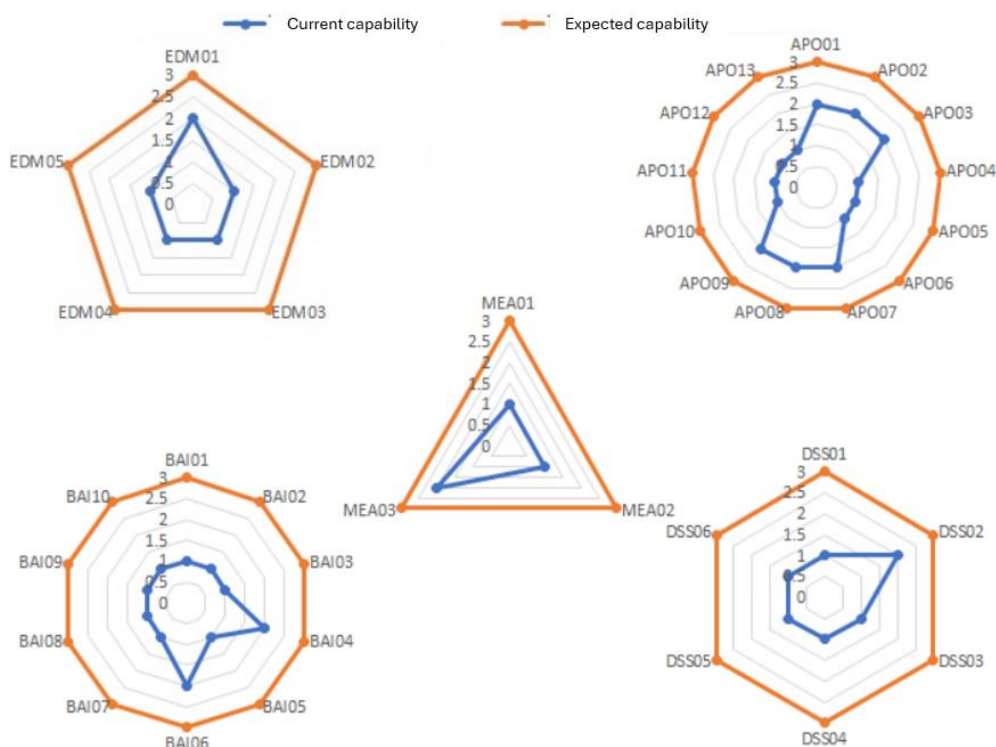 Current capability
Expected capability
EDM01
3
2.5
2
1.5
1
0.5
0
EDM02
EDM03
EDM04
EDM05
APO01
3
2.5
2
1.5
1
0.5
0
APO02
APO03
APO04
APO05
APO06
APO07
APO08
APO09
APO10
APO11
APO12
APO13
MEA01
3
2.5
2
1.5
1
0.5
0
MEA02
MEA03
BAI01
3
2.5
2
1.5
1
0.5
0
BAI02
BAI03
BAI04
BAI05
BAI06
BAI07
BAI08
BAI09
BAI10
DSS01
3
2.5
2
1.5
1
0.5
0
DSS02
DSS03
DSS04
DSS05
DSS06